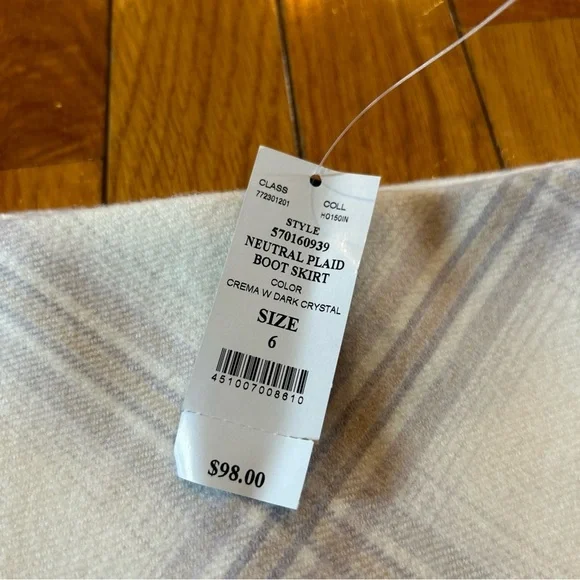 CLASS COLL
772301201 HO150IN
STYLE
570160939
NEUTRAL PLAID
BOOT SKIRT
COLOR
CREMA W DARK CRYSTAL
SIZE
6
451007008610
$98.00